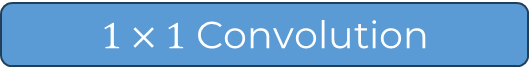 1 × 1 Convolution